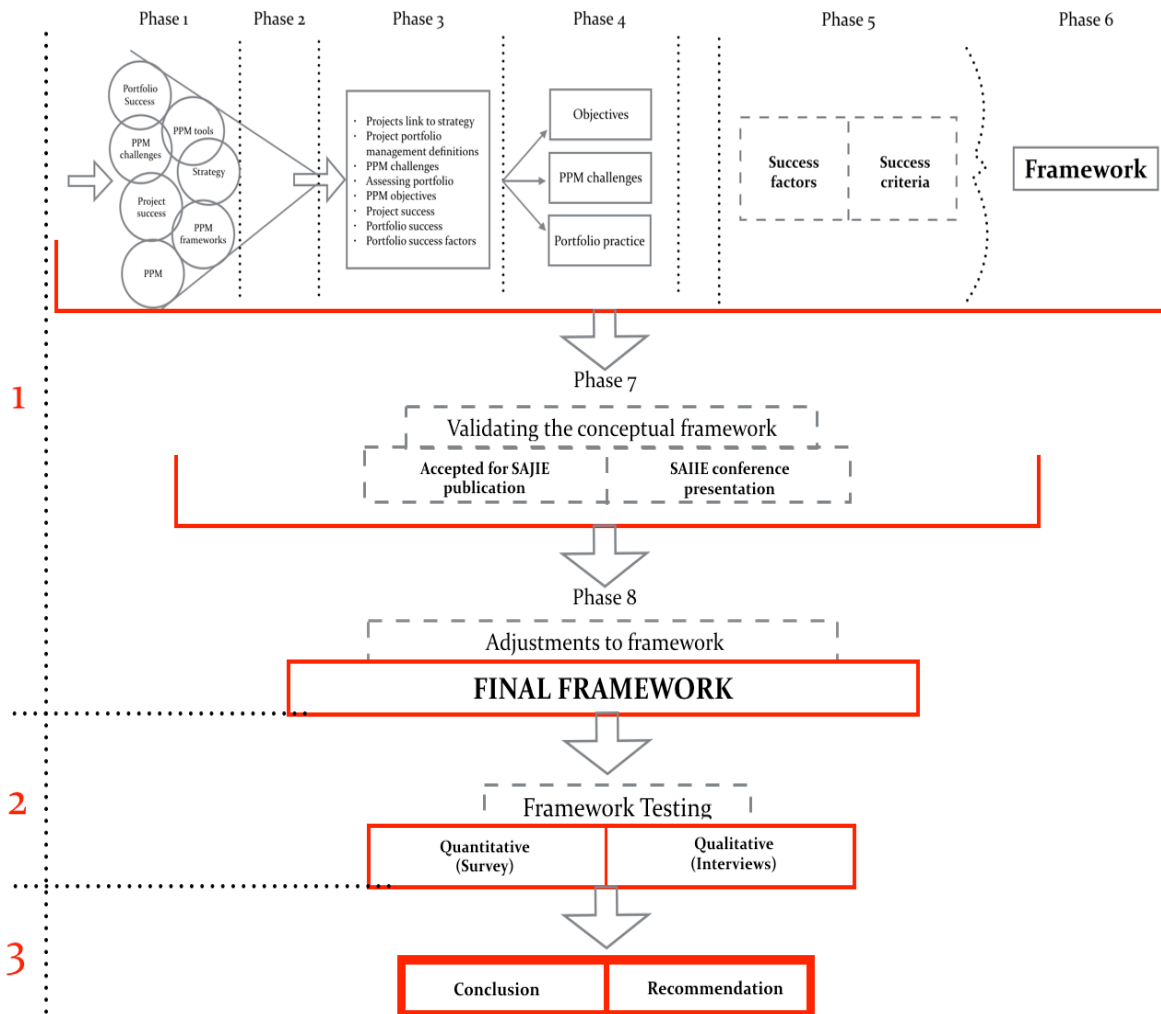 Phase 1
Phase 2
Phase 3
Phase 4
Phase 5
Phase 6
Portfolio
Success
PPM tools
PPM
challenges
Strategy
Project
success
PPM
frameworks
PPM
· Projects link to strategy
· Project portfolio
management definitions
· PPM challenges
· Assessing portfolio
· PPM objectives
· Project success
· Portfolio success
· Portfolio success factors
Objectives
PPM challenges
Portfolio practice
Success
factors
Success
criteria
Framework
1
Phase 7
Validating the conceptual framework
Accepted for SAJIE
publication
SAIIE conference
presentation
Phase 8
Adjustments to framework
FINAL FRAMEWORK
2
Framework Testing
Quantitative
(Survey)
Qualitative
(Interviews)
3
Conclusion
Recommendation